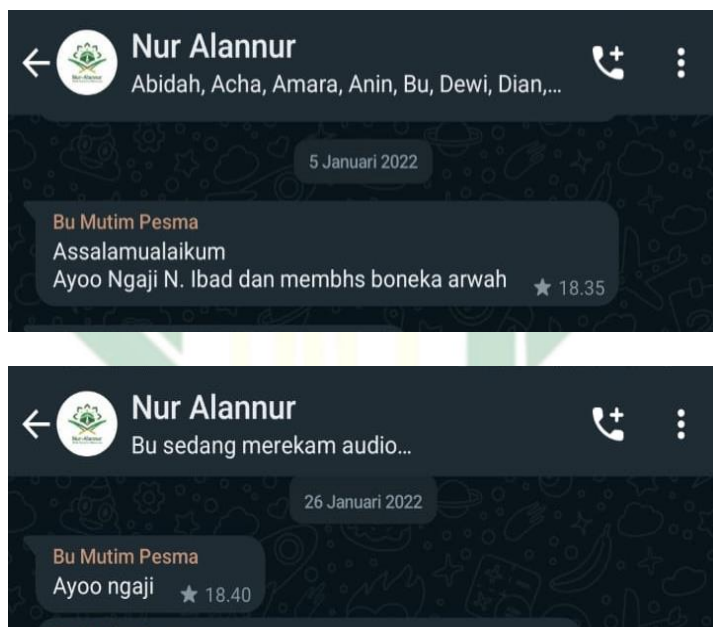 Nur Alannur
Abidah, Acha, Amara, Anin, Bu, Dewi, Dian,...
5 Januari 2022
Bu Mutim Pesma
Assalamualaikum
Ayoo Ngaji N. Ibad dan membhs boneka arwah
18.35
Nur Alannur
Bu sedang merekam audio...
26 Januari 2022
Bu Mutim Pesma
Ayoo ngaji
18.40